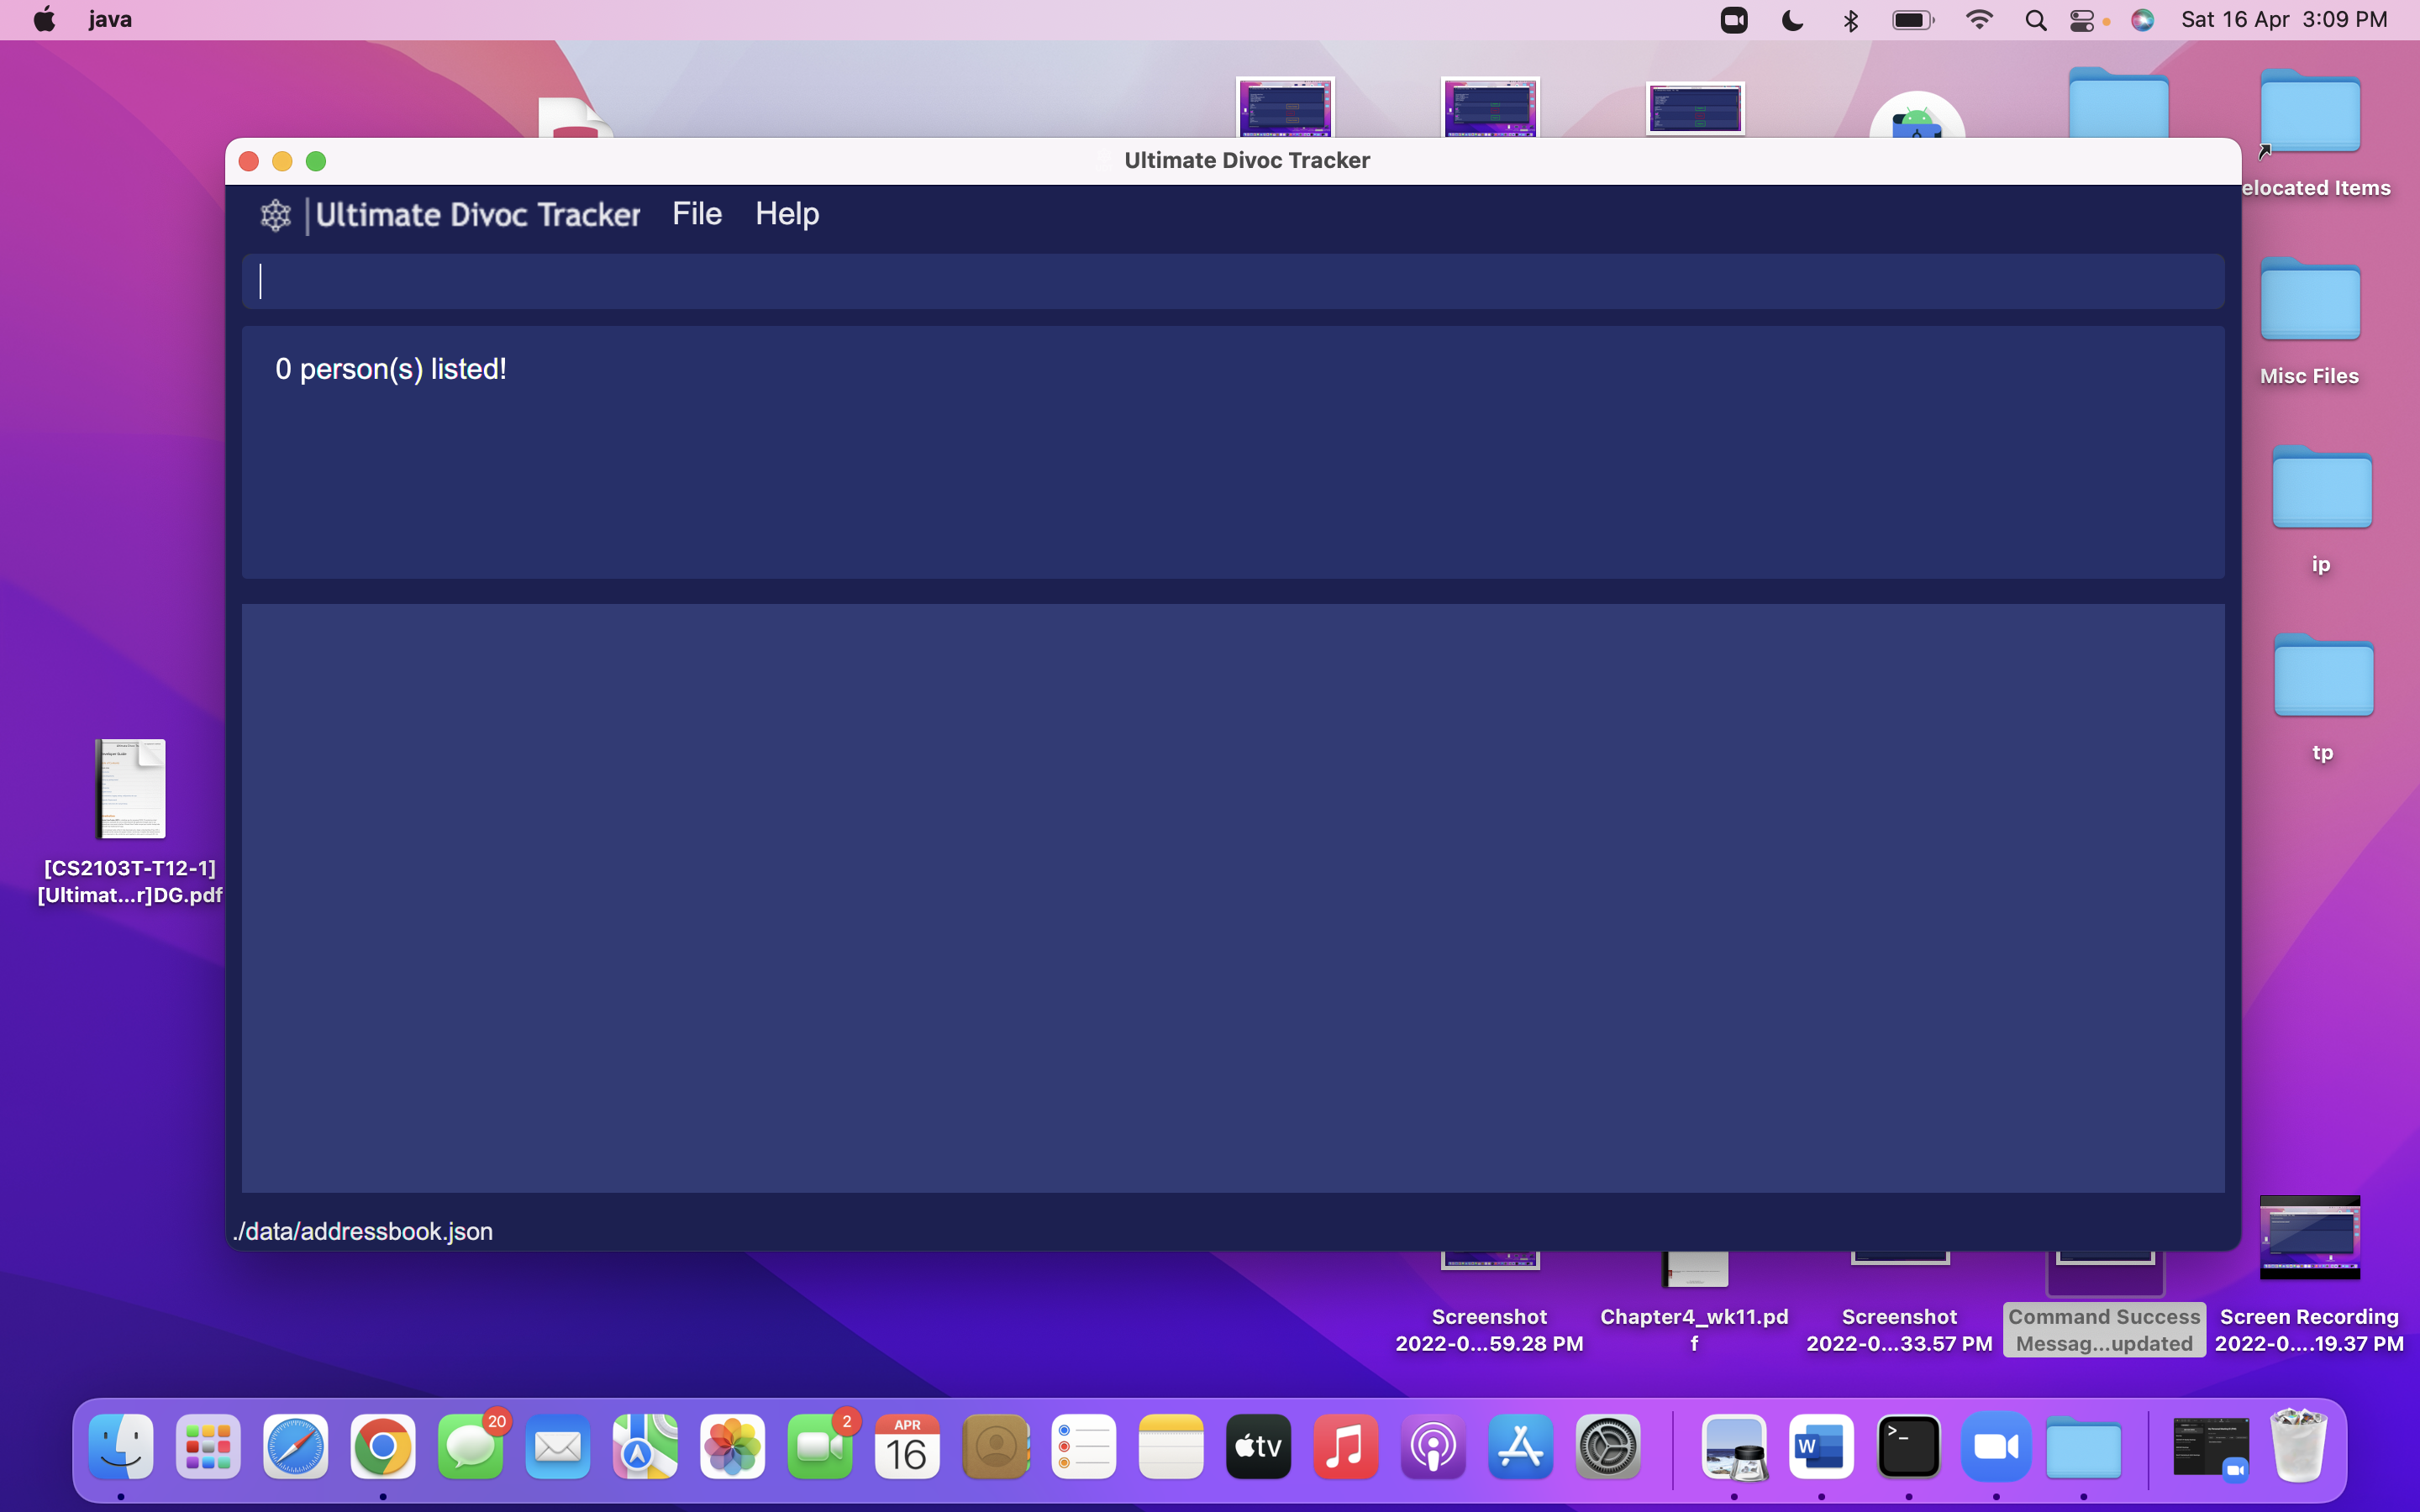 java
Sat 16 Apr 3:09 PM
Ultimate Divoc Tracker
Ultimate Divoc Tracker File Help
0 person(s) listed!
./data/addressbook.json
elocated Items
Misc Files
ip
tp
[CS2103T-T12-1]
[Ultimat...r]DG.pdf
Screenshot
2022-0...59.28 PM
Chapter4_wk11.pd
f
Screenshot
2022-0...33.57 PM
Command Success
Messag...updated
Screen Recording
2022-0....19.37 PM
20
2
APR
16
tv
W
>_